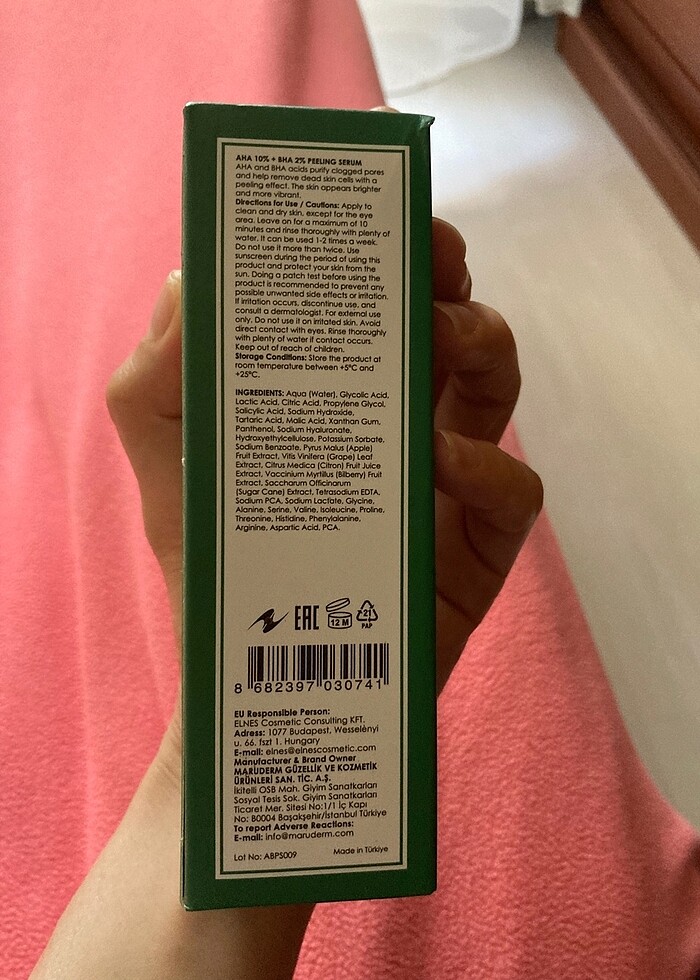 AHA 10% + BHA 2% PEELING SERUM
AHA and BHA acids purify clogged pores
and help remove dead skin cells with a
peeling effect. The skin appears brighter
and more vibrant.
Directions for Use / Cautions: Apply to
clean and dry skin, except for the eye
area. Leave on for a maximum of 10
minutes and rinse thoroughly with plenty of
water. It can be used 1-2 times a week.
Do not use it more than twice. Use
sunscreen during the period of using this
product and protect your skin from the
sun. Doing a patch test before using the
product is recommended to prevent any
possible unwanted side effects or irritation.
If irritation occurs, discontinue use, and
consult a dermatologist. For external use
only. Do not use it on irritated skin. Avoid
direct contact with eyes. Rinse thoroughly
with plenty of water if contact occurs.
Keep out of reach of children.
Storage Conditions: Store the product at
room temperature between +5°C and
+25°C.
INGREDIENTS: Aqua (Water), Glycolic Acid,
Lactic Acid, Citric Acid, Propylene Glycol,
Salicylic Acid, Sodium Hydroxide,
Tartaric Acid, Malic Acid, Xanthan Gum,
Panthenol, Sodium Hyaluronate,
Hydroxyethylcellulose, Potassium Sorbate,
Sodium Benzoate, Pyrus Malus (Apple)
Fruit Extract, Vitis Vinifera (Grape) Leaf
Extract, Citrus Medica (Citron) Fruit Juice
Extract, Vaccinium Myrtillus (Bilberry) Fruit
Extract, Saccharum Officinarum
(Sugar Cane) Extract, Tetrasodium EDTA,
Sodium PCA, Sodium Lactate, Glycine,
Alanine, Serine, Valine, Isoleucine, Proline,
Threonine, Histidine, Phenylalanine,
Arginine, Aspartic Acid, PCA.
EAC 12 M 21 PAP
8 682397 030741
EU Responsible Person:
ELNES Cosmetic Consulting KFT.
Adress: 1077 Budapest, Wesselényi
u. 66. fszt 1. Hungary
E-mail: elnes@elnescosmetic.com
Manufacturer & Brand Owner
MARUDERM GÜZELLİK VE KOZMETİK
ÜRÜNLERİ SAN. TİC. A.Ş.
İkitelli OSB Mah. Giyim Sanatkarları
Sosyal Tesis Sok. Giyim Sanatkarları
Ticaret Mer. Sitesi No:1/1 İç Kapı
No: B0004 Başakşehir/İstanbul Türkiye
To report Adverse Reactions:
E-mail: info@maruderm.com
Lot No: ABPS009 Made in Türkiye